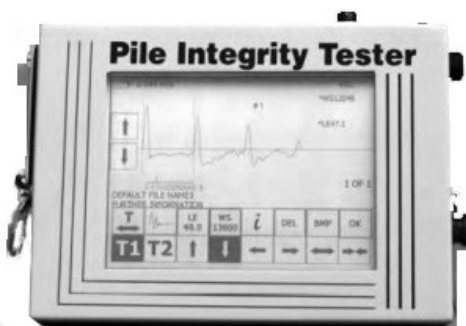 Pile Integrity Tester
#1
1 OF 1
DEFAULT FILE NAMES
FURTHER INFORMATION
T LE WS i DEL BMP OK
40.0 13800
T1 T2